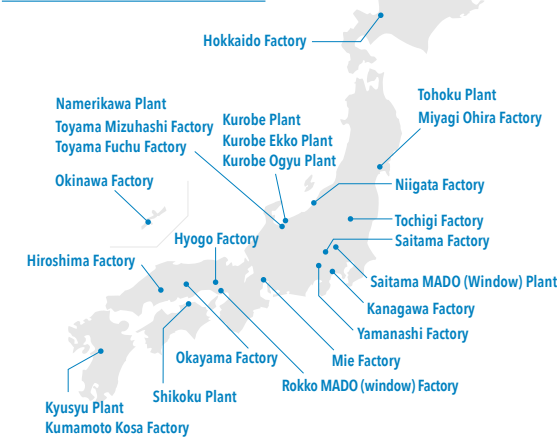 Hokkaido Factory
Tohoku Plant
Miyagi Ohira Factory
Namerikawa Plant
Toyama Mizuhashi Factory
Toyama Fuchu Factory
Kurobe Plant
Kurobe Ekko Plant
Kurobe Ogyu Plant
Okinawa Factory
Niigata Factory
Tochigi Factory
Saitama Factory
Hyogo Factory
Hiroshima Factory
Saitama MADO (Window) Plant
Kanagawa Factory
Yamanashi Factory
Okayama Factory
Mie Factory
Rokko MADO (window) Factory
Shikoku Plant
Kyusyu Plant
Kumamoto Kosa Factory